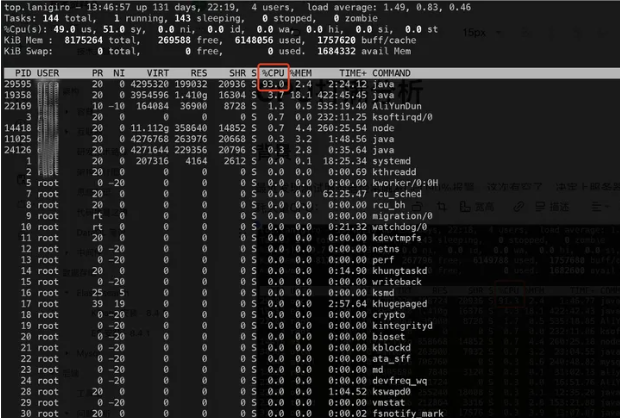 top.lanigiro - 13:46:57 up 131 days, 22:19, 4 users, load average: 1.49, 0.83, 0.46
Tasks: 144 total, 1 running, 143 sleeping, 0 stopped, 0 zombie
%Cpu(s): 49.0 us, 51.0 sy, 0.0 ni, 0.0 id, 0.0 wa, 0.0 hi, 0.0 si, 0.0 st
KiB Mem : 8175264 total, 269588 free, 6148056 used, 1757620 buff/cache
KiB Swap: 0 total, 0 free, 0 used. 1684332 avail Mem
PID USER PR NI VIRT RES SHR S %CPU %MEM TIME+ COMMAND
29595 20 0 4295320 199032 20936 S 93.0 2.4 2:24.12 java
19358 20 0 3954596 1.410g 16304 S 3.7 18.1 422:45.45 java
22169 10 -10 164084 36900 8728 S 1.3 0.5 535:19.40 AliYunDun
3 20 0 0 0 0 S 0.7 0.0 232:11.25 ksoftirqd/0
14418 20 0 11.112g 358640 14852 S 0.7 4.4 260:25.54 node
11025 20 0 4276768 263976 20668 S 0.3 3.2 1:48.56 java
24126 20 0 4271644 229356 20796 S 0.3 2.8 0:35.64 java
1 20 0 207316 4164 2612 S 0.0 0.1 18:25.34 systemd
2 20 0 0 0 0 S 0.0 0.0 0:00.69 kthreadd
5 root 0 -20 0 0 0 S 0.0 0.0 0:00.00 kworker/0:0H
7 root 20 0 0 0 0 S 0.0 0.0 62:25.47 rcu_sched
8 root 20 0 0 0 0 S 0.0 0.0 0:00.00 rcu_bh
9 root rt 0 0 0 0 S 0.0 0.0 0:00.00 migration/0
10 root rt 0 0 0 0 S 0.0 0.0 0:21.32 watchdog/0
11 root 20 0 0 0 0 S 0.0 0.0 0:00.00 kdevtmpfs
12 root 0 -20 0 0 0 S 0.0 0.0 0:00.00 netns
13 root 0 -20 0 0 0 S 0.0 0.0 0:00.00 perf
14 root 20 0 0 0 0 S 0.0 0.0 0:14.90 khungtaskd
15 root 0 -20 0 0 0 S 0.0 0.0 0:00.00 writeback
16 root 25 5 0 0 0 S 0.0 0.0 0:00.00 ksmd
17 root 39 19 0 0 0 S 0.0 0.0 2:57.64 khugepaged
18 root 0 -20 0 0 0 S 0.0 0.0 0:00.00 crypto
19 root 0 -20 0 0 0 S 0.0 0.0 0:00.00 kintegrityd
20 root 0 -20 0 0 0 S 0.0 0.0 0:00.00 bioset
21 root 0 -20 0 0 0 S 0.0 0.0 0:00.00 kblockd
22 root 0 -20 0 0 0 S 0.0 0.0 0:00.00 ata_sff
23 root 0 -20 0 0 0 S 0.0 0.0 0:00.00 md
24 root 0 -20 0 0 0 S 0.0 0.0 0:00.00 devfreq_wq
28 root 20 0 0 0 0 S 0.0 0.0 1:04.52 kswapd0
29 root 0 -20 0 0 0 S 0.0 0.0 0:00.00 vmstat
30 root 20 0 0 0 0 S 0.0 0.0 0:00.02 fsnotify_mark